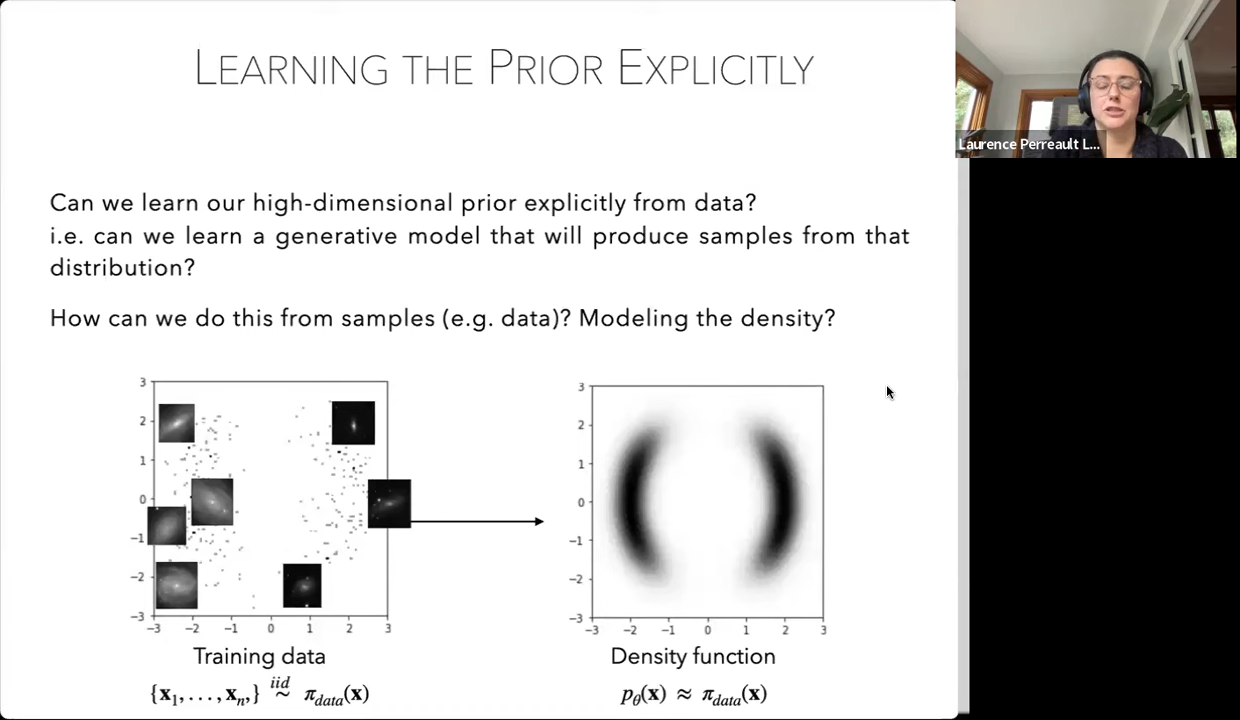 LEARNING THE PRIOR EXPLICITLY
Laurence Perreault L...
Can we learn our high-dimensional prior explicitly from data?
i.e. can we learn a generative model that will produce samples from that
distribution?
How can we do this from samples (e.g. data)? Modeling the density?
3
2
1
0
−1
−2
−3
−3 −2 −1 0 1 2 3
Training data
{x₁, . . . , xₙ,} iid ~ π_data(x)
3
2
1
0
−1
−2
−3
−3 −2 −1 0 1 2 3
Density function
p_θ(x) ≈ π_data(x)